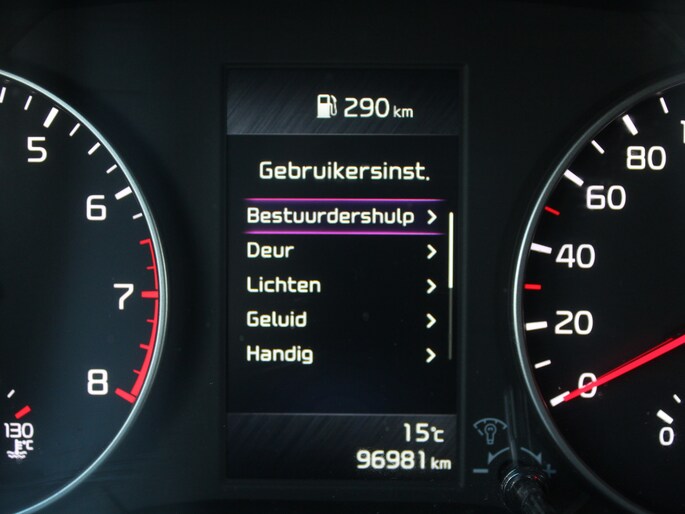 290 km
Gebruikersinst.
Bestuurdershulp
Deur
Lichten
Geluid
Handig
15°C
96981 km
5
6
7
8
130
°C
80
60
40
20
0
0
- +